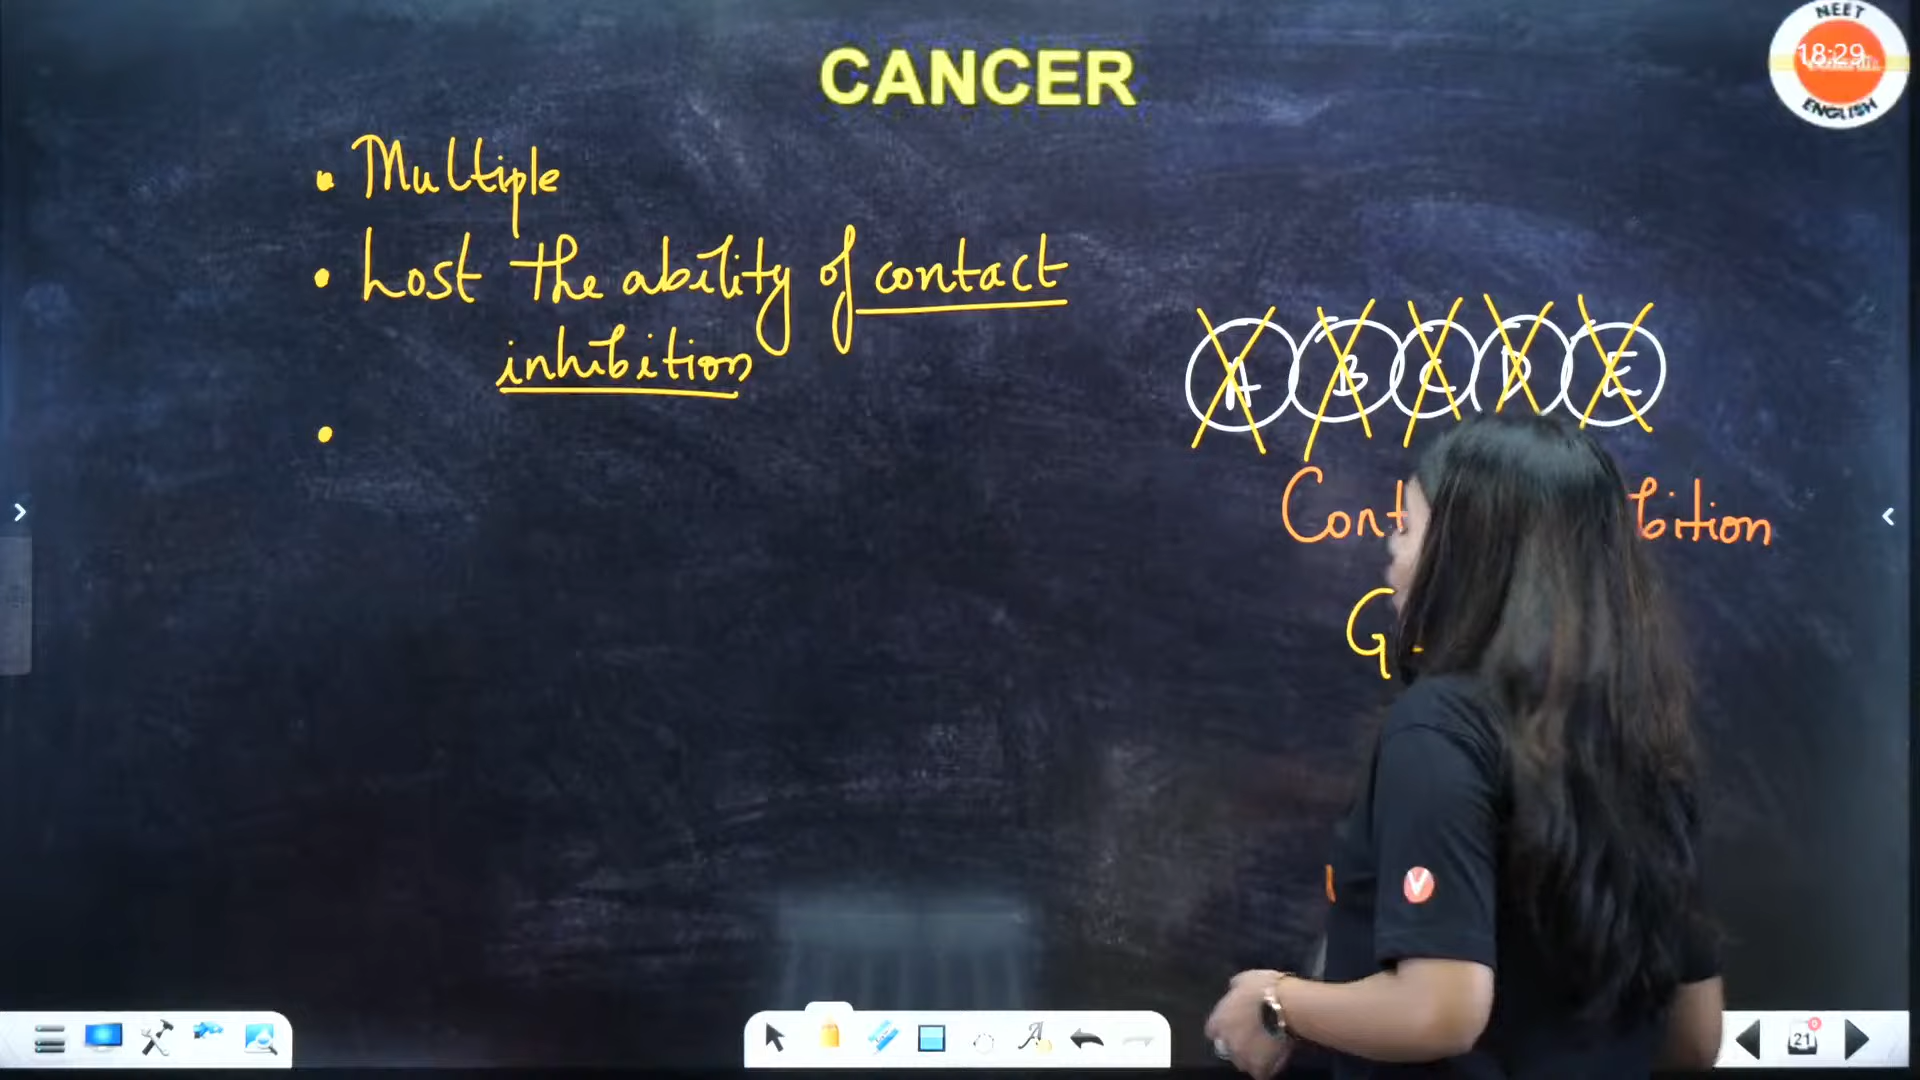 CANCER
NEET
18:29
ENGLISH
• Multiple
• Lost the ability of contact
inhibition
•
A B C D E
Cont bition
G
V
21